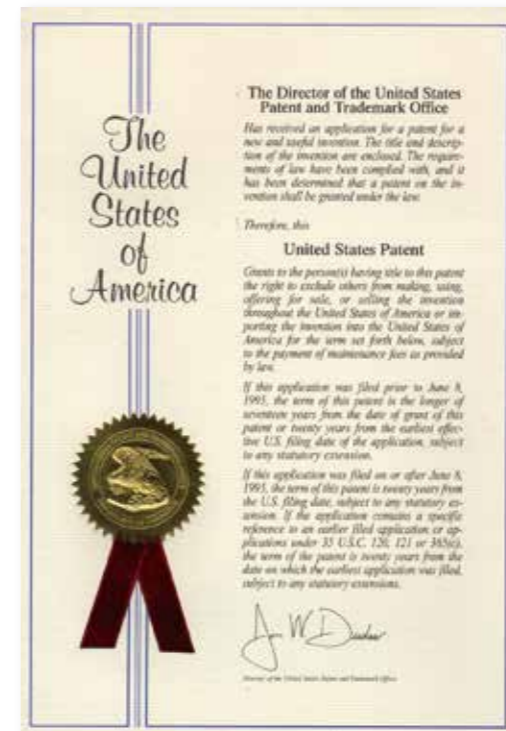 The
United
States
of
America
The Director of the United States
Patent and Trademark Office
Has received an application for a patent for a
new and useful invention. The title and descrip-
tion of the invention are enclosed. The require-
ments of law have been complied with, and it
has been determined that a patent on the in-
vention shall be granted under the law.
Therefore, this
United States Patent
Grants to the person(s) having title to this patent
the right to exclude others from making, using,
offering for sale, or selling the invention
throughout the United States of America or im-
porting the invention into the United States of
America for the term set forth below, subject
to the payment of maintenance fees as provided
by law.
If this application was filed prior to June 8,
1995, the term of this patent is the longer of
seventeen years from the date of grant of this
patent or twenty years from the earliest effec-
tive U.S. filing date of the application, subject
to any statutory extension.
If this application was filed on or after June 8,
1995, the term of this patent is twenty years from
the U.S. filing date, subject to any statutory ex-
tension. If the application contains a specific
reference to an earlier filed application or ap-
plications under 35 U.S.C. 120, 121 or 365(c),
the term of the patent is twenty years from the
date on which the earliest application was filed,
subject to any statutory extensions.
Director of the United States Patent and Trademark Office